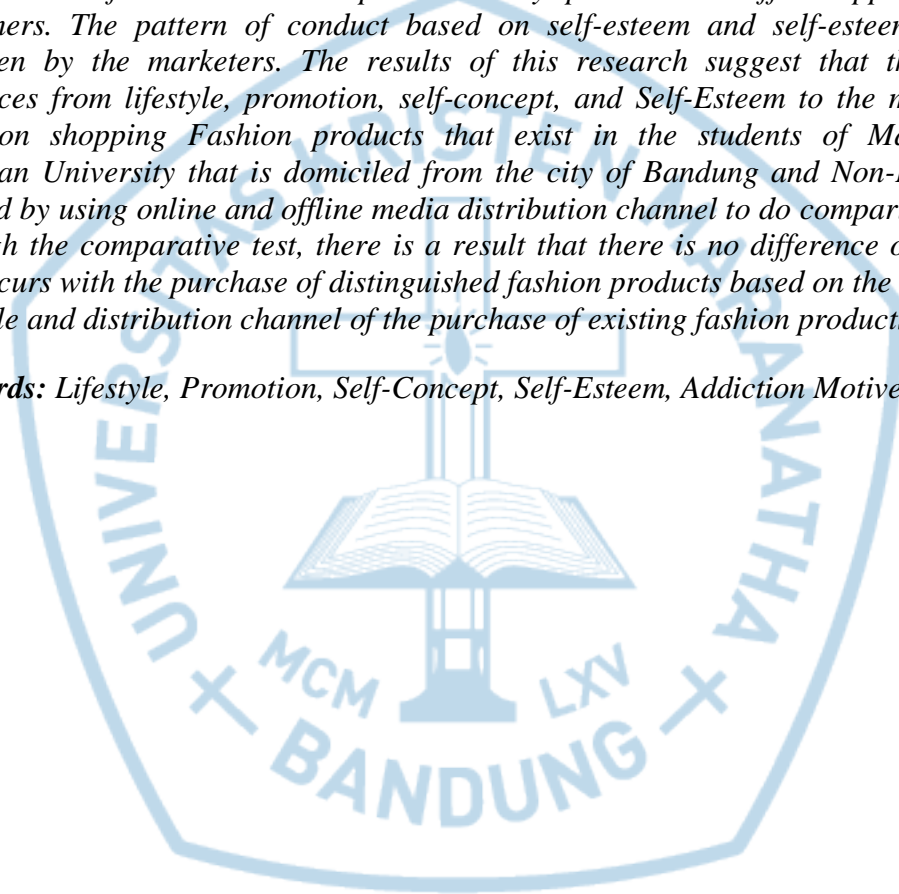 ners. The pattern of conduct based on self-esteem and self-esteem
en by the marketers. The results of this research suggest that th
ces from lifestyle, promotion, self-concept, and Self-Esteem to the m
on shopping Fashion products that exist in the students of Ma
an University that is domiciled from the city of Bandung and Non-
d by using online and offline media distribution channel to do compar
h the comparative test, there is a result that there is no difference o
curs with the purchase of distinguished fashion products based on the
le and distribution channel of the purchase of existing fashion product
rds: Lifestyle, Promotion, Self-Concept, Self-Esteem, Addiction Motive
UNIVERSITAS KRISTEN MARANATHA
MCM LXV
BANDUNG